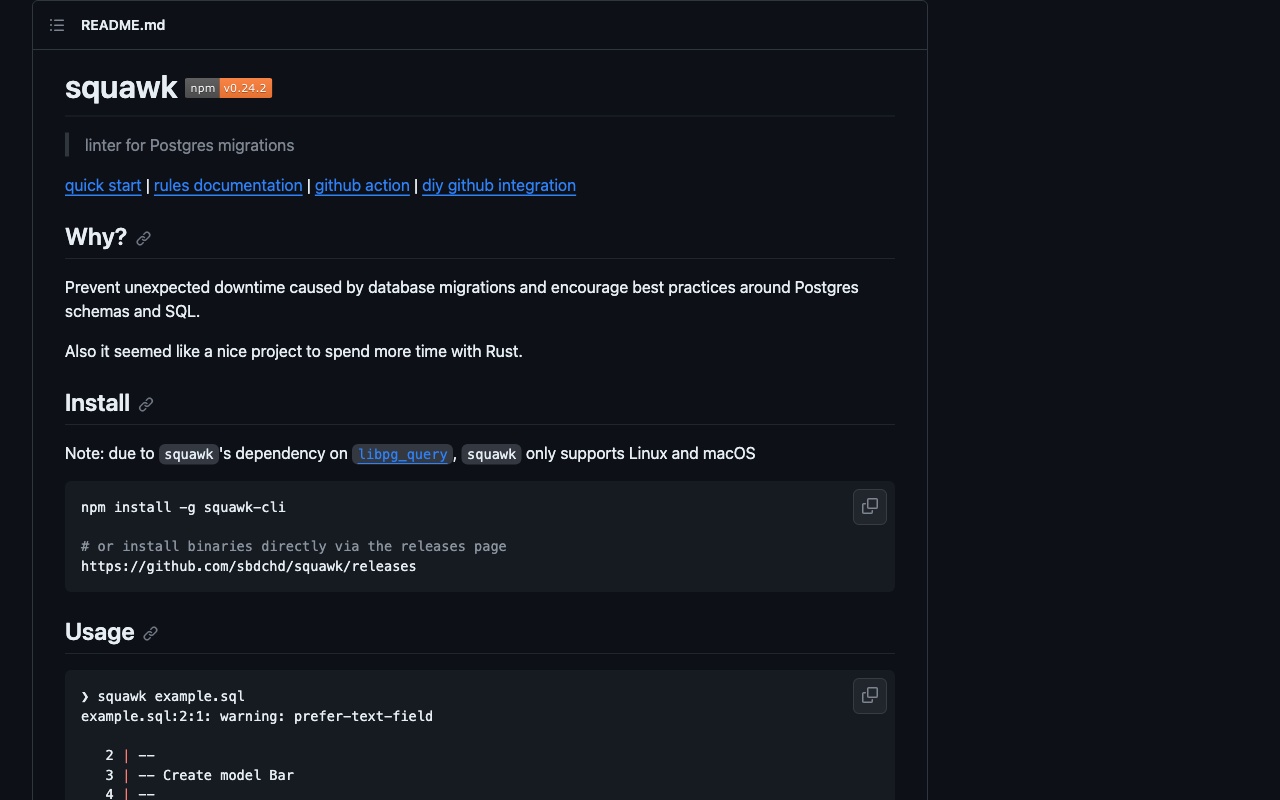 README.md
squawk npm v0.24.2
linter for Postgres migrations
quick start | rules documentation | github action | diy github integration
Why?
Prevent unexpected downtime caused by database migrations and encourage best practices around Postgres
schemas and SQL.
Also it seemed like a nice project to spend more time with Rust.
Install
Note: due to squawk's dependency on libpg_query, squawk only supports Linux and macOS
npm install -g squawk-cli
# or install binaries directly via the releases page
https://github.com/sbdchd/squawk/releases
Usage
❯ squawk example.sql
example.sql:2:1: warning: prefer-text-field
2 | --
3 | -- Create model Bar
4 | --